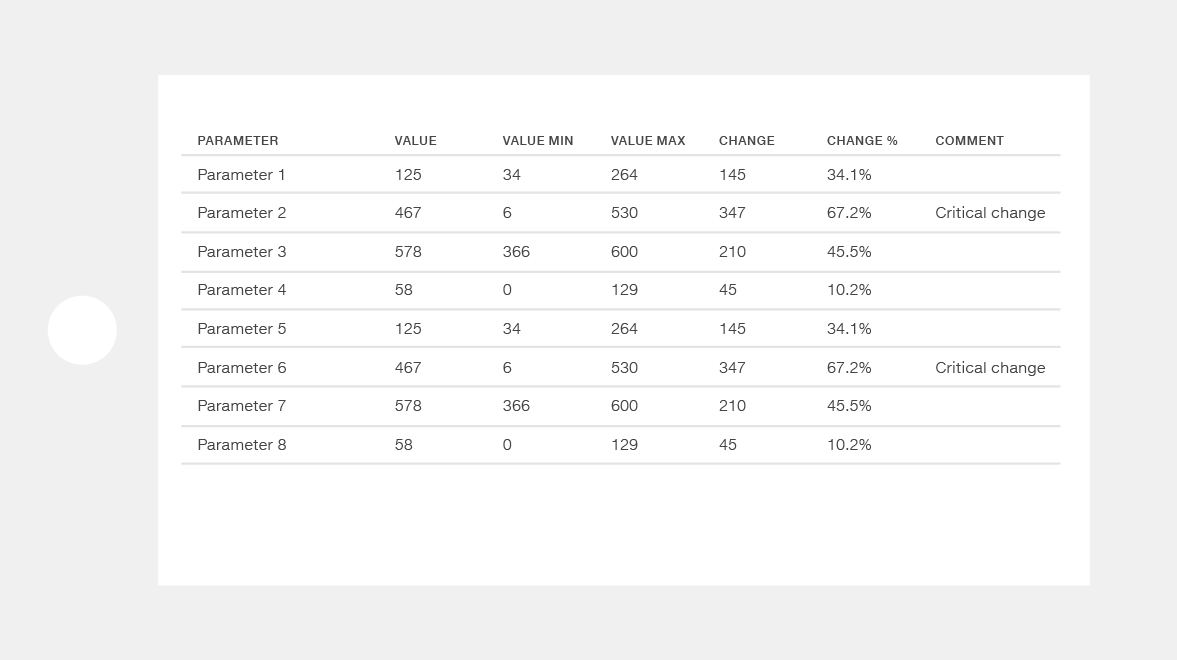 PARAMETER VALUE VALUE MIN VALUE MAX CHANGE CHANGE % COMMENT
Parameter 1 125 34 264 145 34.1%
Parameter 2 467 6 530 347 67.2% Critical change
Parameter 3 578 366 600 210 45.5%
Parameter 4 58 0 129 45 10.2%
Parameter 5 125 34 264 145 34.1%
Parameter 6 467 6 530 347 67.2% Critical change
Parameter 7 578 366 600 210 45.5%
Parameter 8 58 0 129 45 10.2%